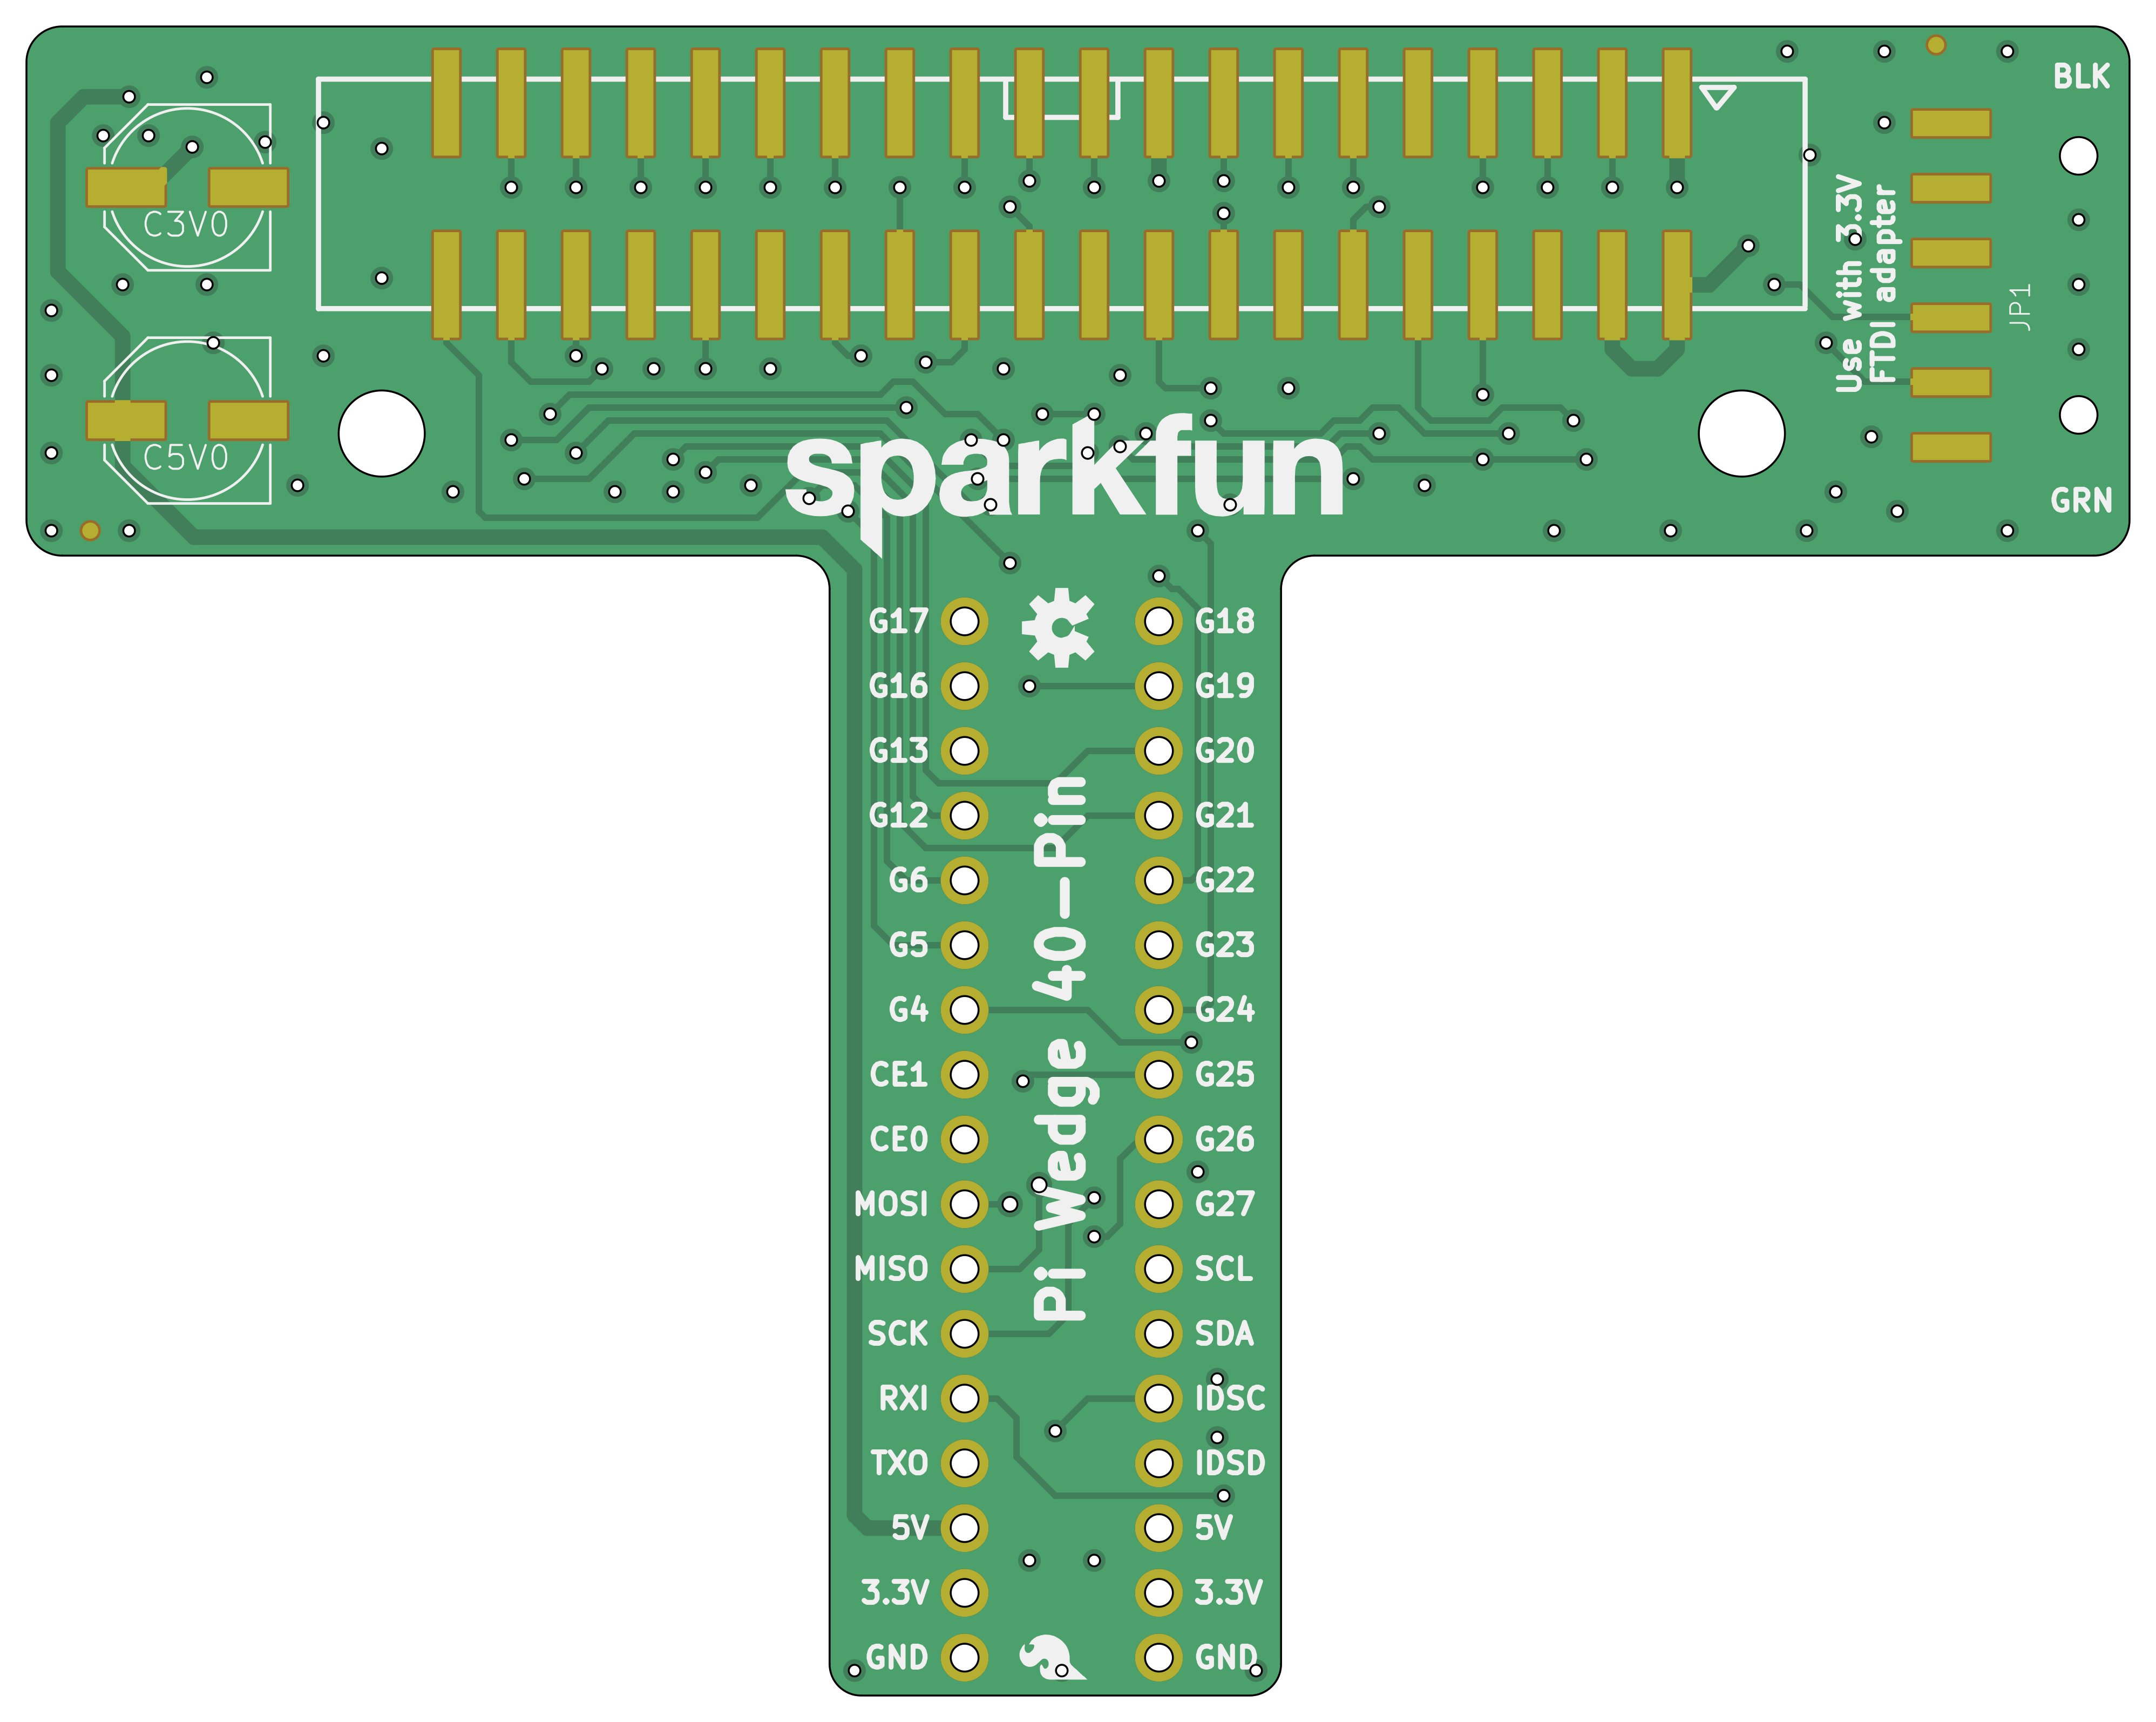 BLK
C3V0
Use with 3.3V
FTDI adapter
JP1
C5V0
sparkfun
GRN
G17
G18
G16
G19
G13
G20
G12
G21
G6
G22
G5
G23
G4
G24
CE1
G25
CE0
G26
MOSI
G27
MISO
SCL
SCK
SDA
RXI
IDSC
TXO
IDSD
5V
5V
3.3V
3.3V
GND
GND
Pi Wedge 40-Pin